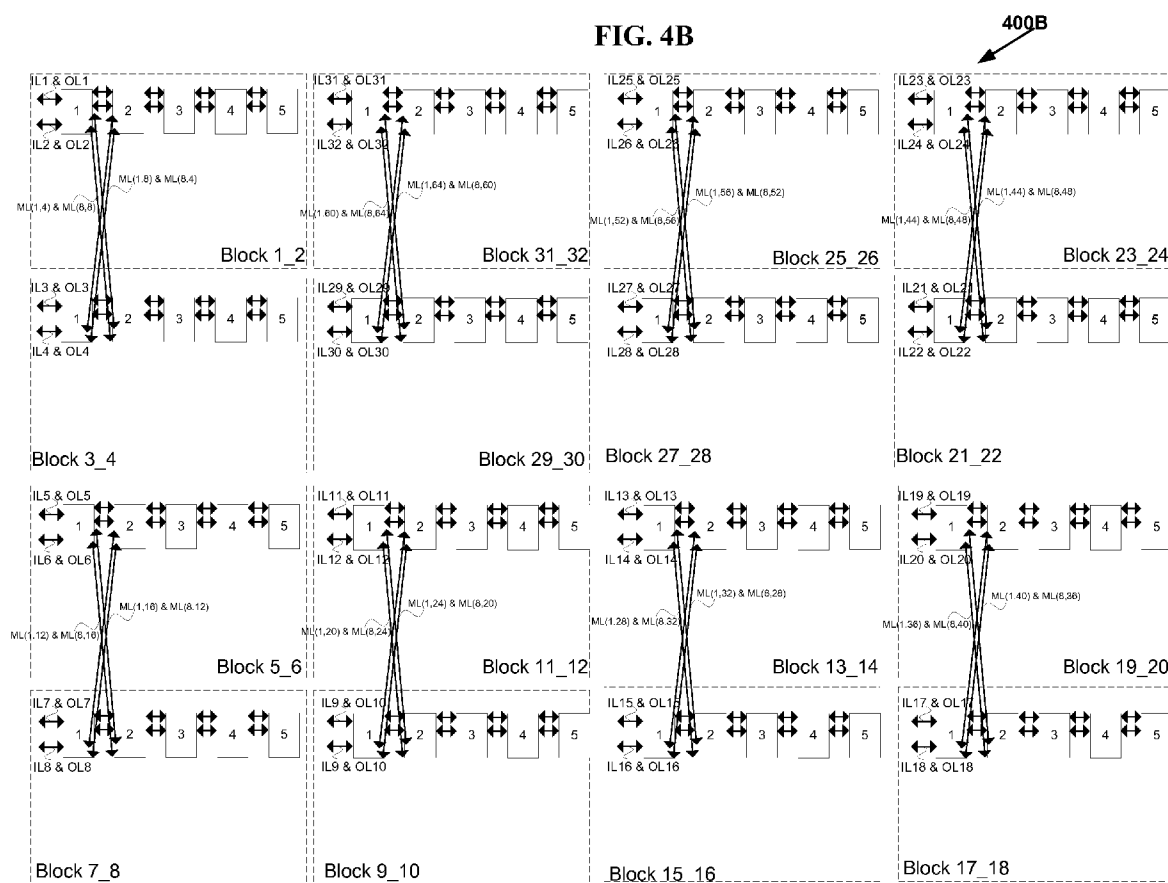 FIG. 4B
400B
IL1 & OL1
1 2 3 4 5
IL2 & OL2
ML(1,8) & ML(8,4)
ML(1,4) & ML(8,8)
Block 1_2
IL31 & OL31
1 2 3 4 5
IL32 & OL32
ML(1,64) & ML(8,60)
ML(1,60) & ML(8,64)
Block 31_32
IL25 & OL25
1 2 3 4 5
IL26 & OL26
ML(1,56) & ML(8,52)
ML(1,52) & ML(8,56)
Block 25_26
IL23 & OL23
1 2 3 4 5
IL24 & OL24
ML(1,44) & ML(8,48)
ML(1,44) & ML(8,48)
Block 23_24
IL3 & OL3
1 2 3 4 5
IL4 & OL4
Block 3_4
IL29 & OL29
1 2 3 4 5
IL30 & OL30
Block 29_30
IL27 & OL27
1 2 3 4 5
IL28 & OL28
Block 27_28
IL21 & OL21
1 2 3 4 5
IL22 & OL22
Block 21_22
IL5 & OL5
1 2 3 4 5
IL6 & OL6
ML(1,16) & ML(8,12)
ML(1,12) & ML(8,16)
Block 5_6
IL11 & OL11
1 2 3 4 5
IL12 & OL12
ML(1,24) & ML(8,20)
ML(1,20) & ML(8,24)
Block 11_12
IL13 & OL13
1 2 3 4 5
IL14 & OL14
ML(1,32) & ML(8,28)
ML(1,28) & ML(8,32)
Block 13_14
IL19 & OL19
1 2 3 4 5
IL20 & OL20
ML(1,40) & ML(8,36)
ML(1,36) & ML(8,40)
Block 19_20
IL7 & OL7
1 2 3 4 5
IL8 & OL8
Block 7_8
IL9 & OL10
1 2 3 4 5
IL9 & OL10
Block 9_10
IL15 & OL15
1 2 3 4 5
IL16 & OL16
Block 15_16
IL17 & OL17
1 2 3 4 5
IL18 & OL18
Block 17_18